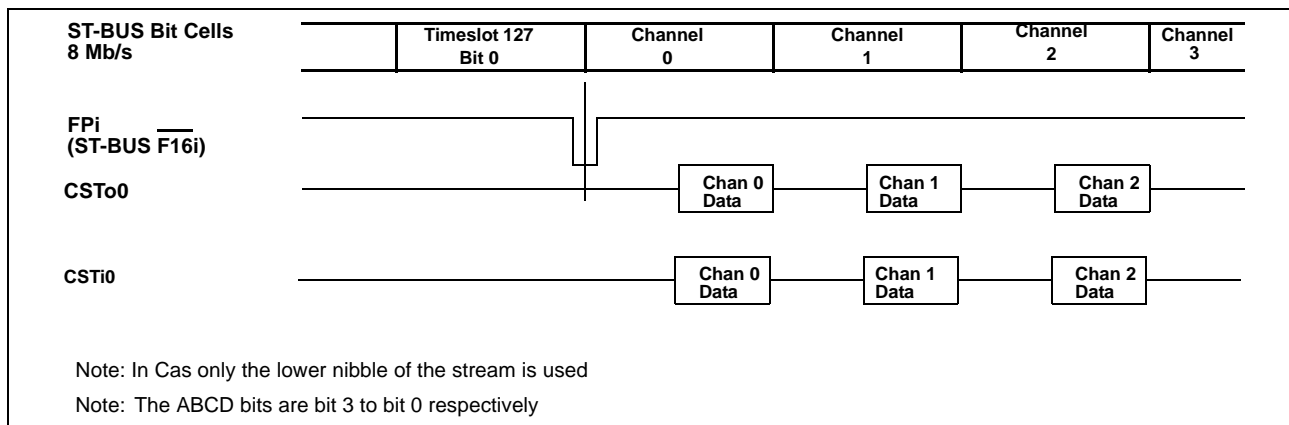 ST-BUS Bit Cells
8 Mb/s
Timeslot 127
Bit 0
Channel
0
Channel
1
Channel
2
Channel
3
FPi
(ST-BUS F16i)
CSTo0
Chan 0
Data
Chan 1
Data
Chan 2
Data
CSTi0
Chan 0
Data
Chan 1
Data
Chan 2
Data
Note: In Cas only the lower nibble of the stream is used
Note: The ABCD bits are bit 3 to bit 0 respectively